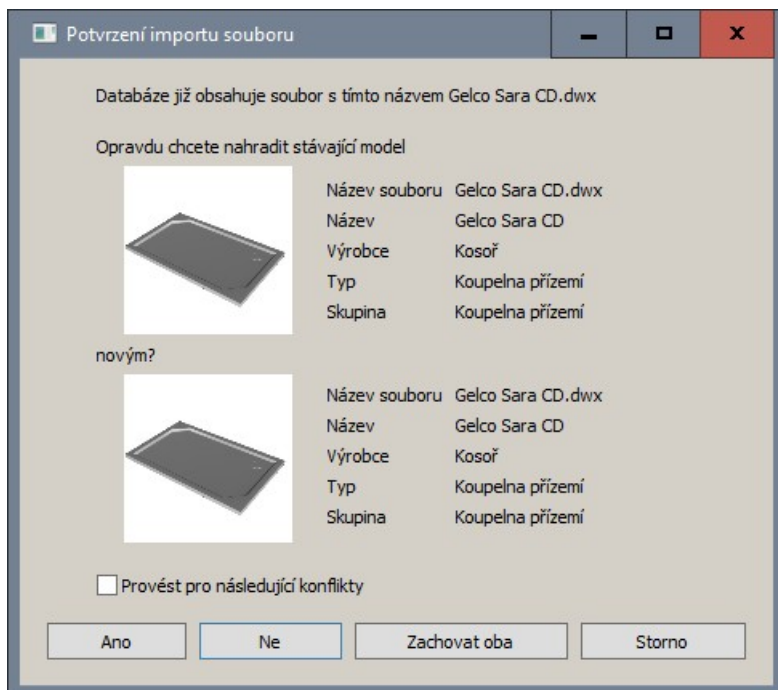 Potvrzení importu souboru
Databáze již obsahuje soubor s tímto názvem Gelco Sara CD.dwx
Opravdu chcete nahradit stávající model
Název souboru Gelco Sara CD.dwx
Název Gelco Sara CD
Výrobce Kosoř
Typ Koupelna přízemí
Skupina Koupelna přízemí
novým?
Název souboru Gelco Sara CD.dwx
Název Gelco Sara CD
Výrobce Kosoř
Typ Koupelna přízemí
Skupina Koupelna přízemí
Provést pro následující konflikty
Ano Ne Zachovat oba Storno